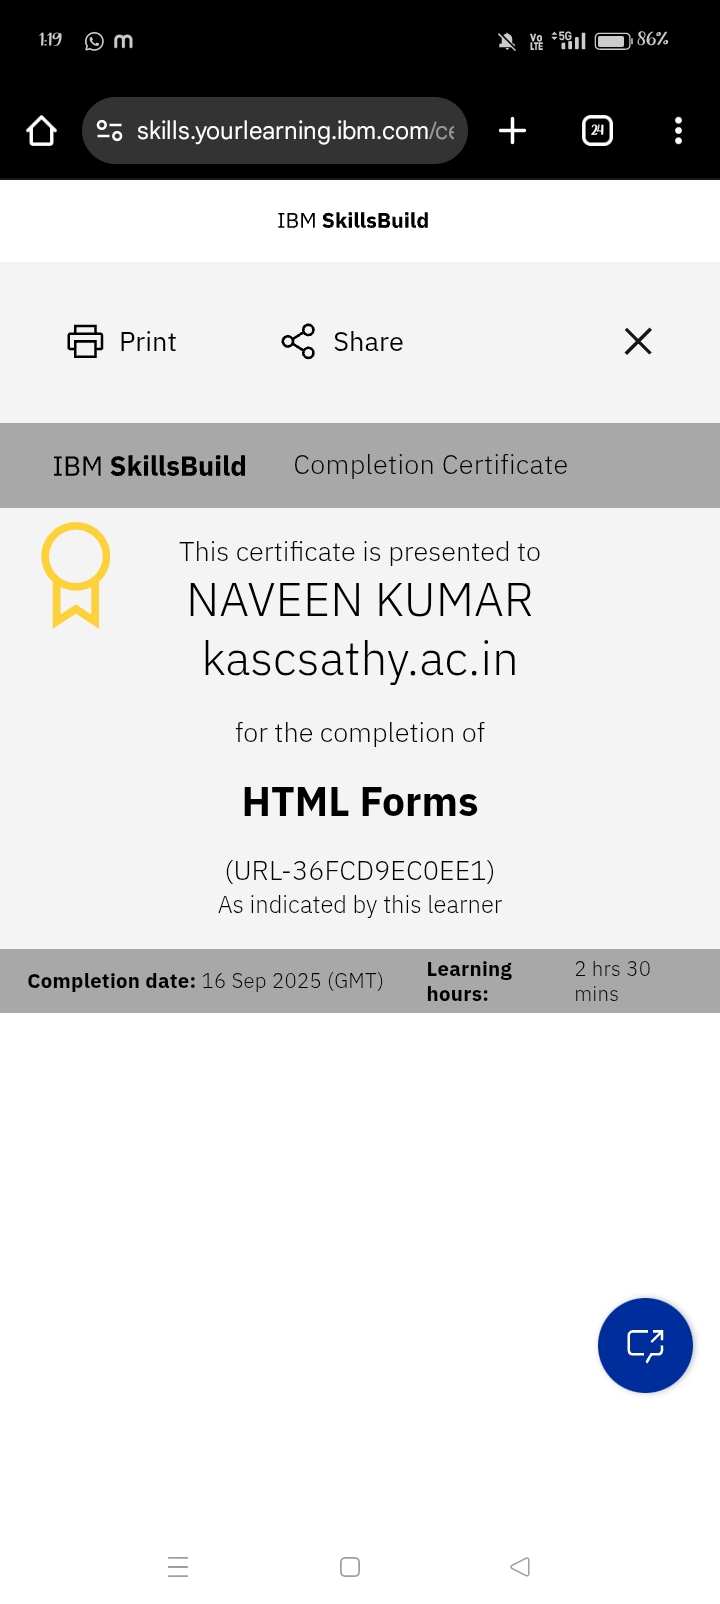 1:19 m Vo LTE 5G 86%
skills.yourlearning.ibm.com/ce 24
IBM SkillsBuild
Print Share
IBM SkillsBuild Completion Certificate
This certificate is presented to
NAVEEN KUMAR
kascsathy.ac.in
for the completion of
HTML Forms
(URL-36FCD9EC0EE1)
As indicated by this learner
Completion date: 16 Sep 2025 (GMT)
Learning hours:
2 hrs 30 mins